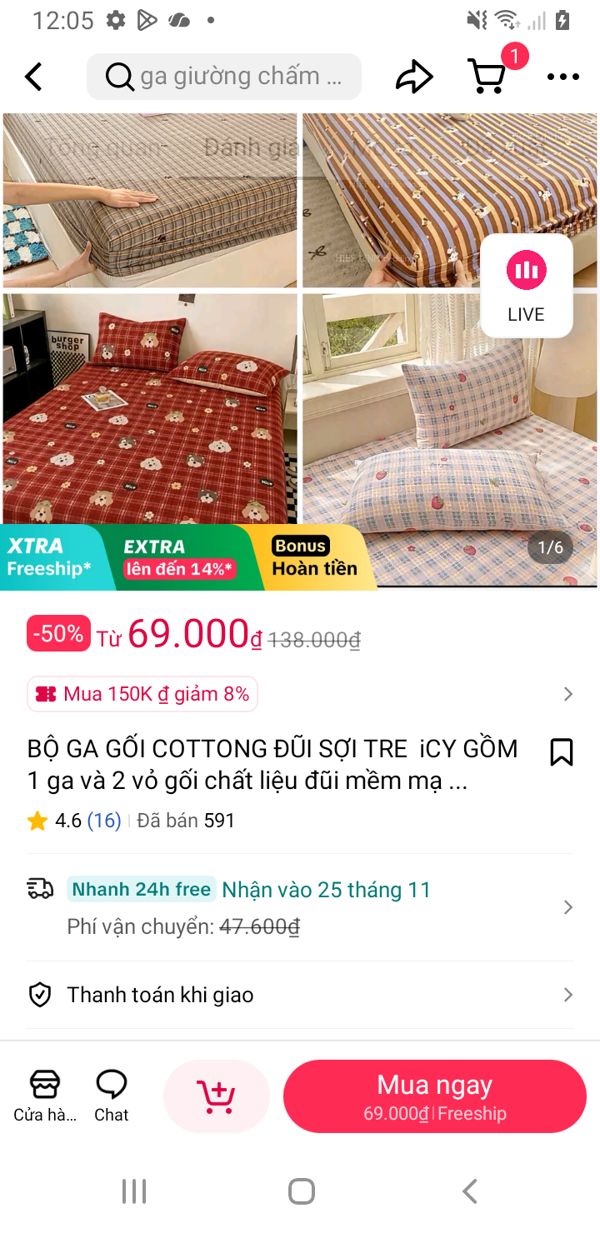 12:05
1
ga giường chấm ...
Tổng quan
Đánh giá
LIVE
burger
shop
XTRA
Freeship*
EXTRA
lên đến 14%*
Bonus
Hoàn tiền
1/6
-50% Từ 69.000₫ 138.000₫
Mua 150K ₫ giảm 8%
BỘ GA GỐI COTTONG ĐŨI SỢI TRE iCY GỒM
1 ga và 2 vỏ gối chất liệu đũi mềm mạ ...
4.6 (16) Đã bán 591
Nhanh 24h free Nhận vào 25 tháng 11
Phí vận chuyển: 47.600₫
Thanh toán khi giao
Cửa hà...
Chat
Mua ngay
69.000₫ | Freeship